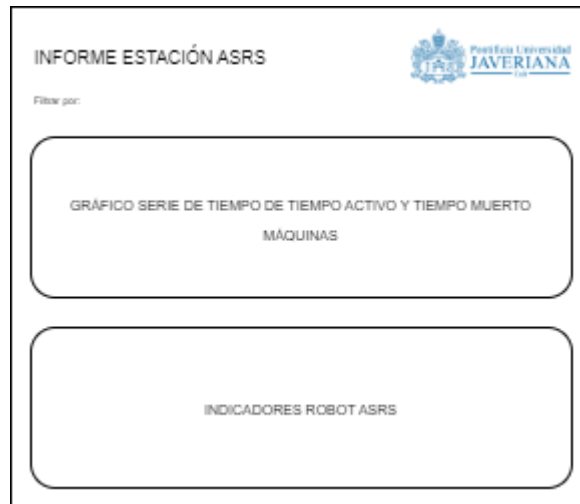 INFORME ESTACIÓN ASRS
Pontificia Universidad
JAVERIANA
Cali
Filtrar por:
GRÁFICO SERIE DE TIEMPO DE TIEMPO ACTIVO Y TIEMPO MUERTO
MÁQUINAS
INDICADORES ROBOT ASRS